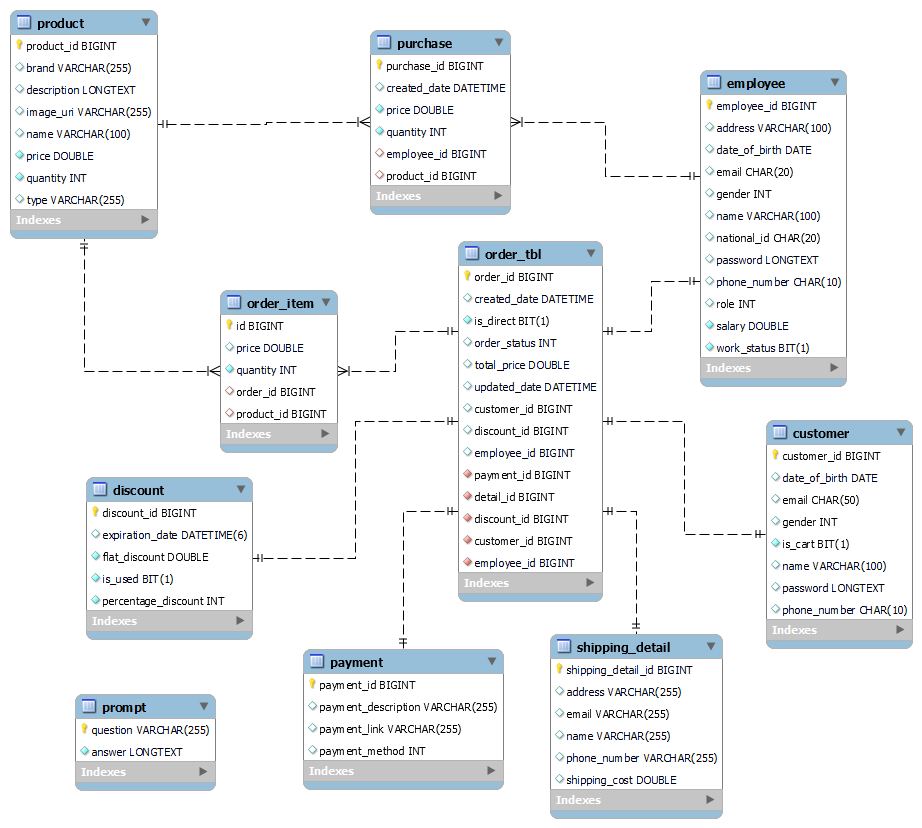 product
product_id BIGINT
brand VARCHAR(255)
description LONGTEXT
image_uri VARCHAR(255)
name VARCHAR(100)
price DOUBLE
quantity INT
type VARCHAR(255)
Indexes
purchase
purchase_id BIGINT
created_date DATETIME
price DOUBLE
quantity INT
employee_id BIGINT
product_id BIGINT
Indexes
employee
employee_id BIGINT
address VARCHAR(100)
date_of_birth DATE
email CHAR(20)
gender INT
name VARCHAR(100)
national_id CHAR(20)
password LONGTEXT
phone_number CHAR(10)
role INT
salary DOUBLE
work_status BIT(1)
Indexes
order_tbl
order_id BIGINT
created_date DATETIME
is_direct BIT(1)
order_status INT
total_price DOUBLE
updated_date DATETIME
customer_id BIGINT
discount_id BIGINT
employee_id BIGINT
payment_id BIGINT
detail_id BIGINT
discount_id BIGINT
customer_id BIGINT
employee_id BIGINT
Indexes
order_item
id BIGINT
price DOUBLE
quantity INT
order_id BIGINT
product_id BIGINT
Indexes
customer
customer_id BIGINT
date_of_birth DATE
email CHAR(50)
gender INT
is_cart BIT(1)
name VARCHAR(100)
password LONGTEXT
phone_number CHAR(10)
Indexes
discount
discount_id BIGINT
expiration_date DATETIME(6)
flat_discount DOUBLE
is_used BIT(1)
percentage_discount INT
Indexes
payment
payment_id BIGINT
payment_description VARCHAR(255)
payment_link VARCHAR(255)
payment_method INT
Indexes
shipping_detail
shipping_detail_id BIGINT
address VARCHAR(255)
email VARCHAR(255)
name VARCHAR(255)
phone_number VARCHAR(255)
shipping_cost DOUBLE
Indexes
prompt
question VARCHAR(255)
answer LONGTEXT
Indexes